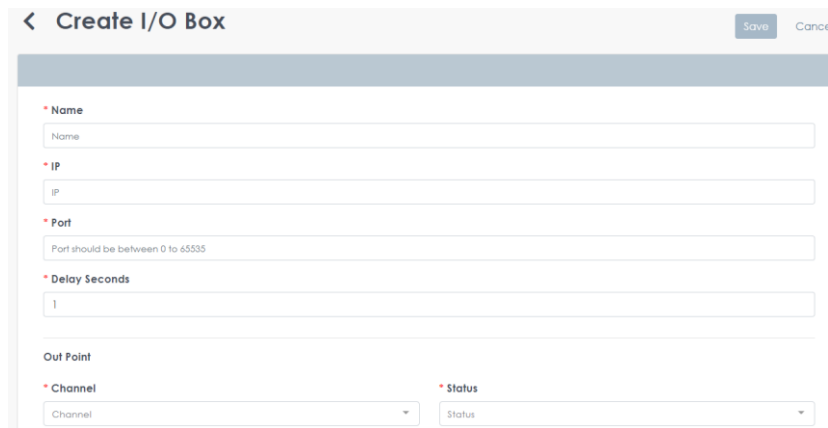 Create I/O Box
Save
* Name
Name
* IP
IP
* Port
Port should be between 0 to 65535
* Delay Seconds
1
Out Point
* Channel * Status
Channel Status